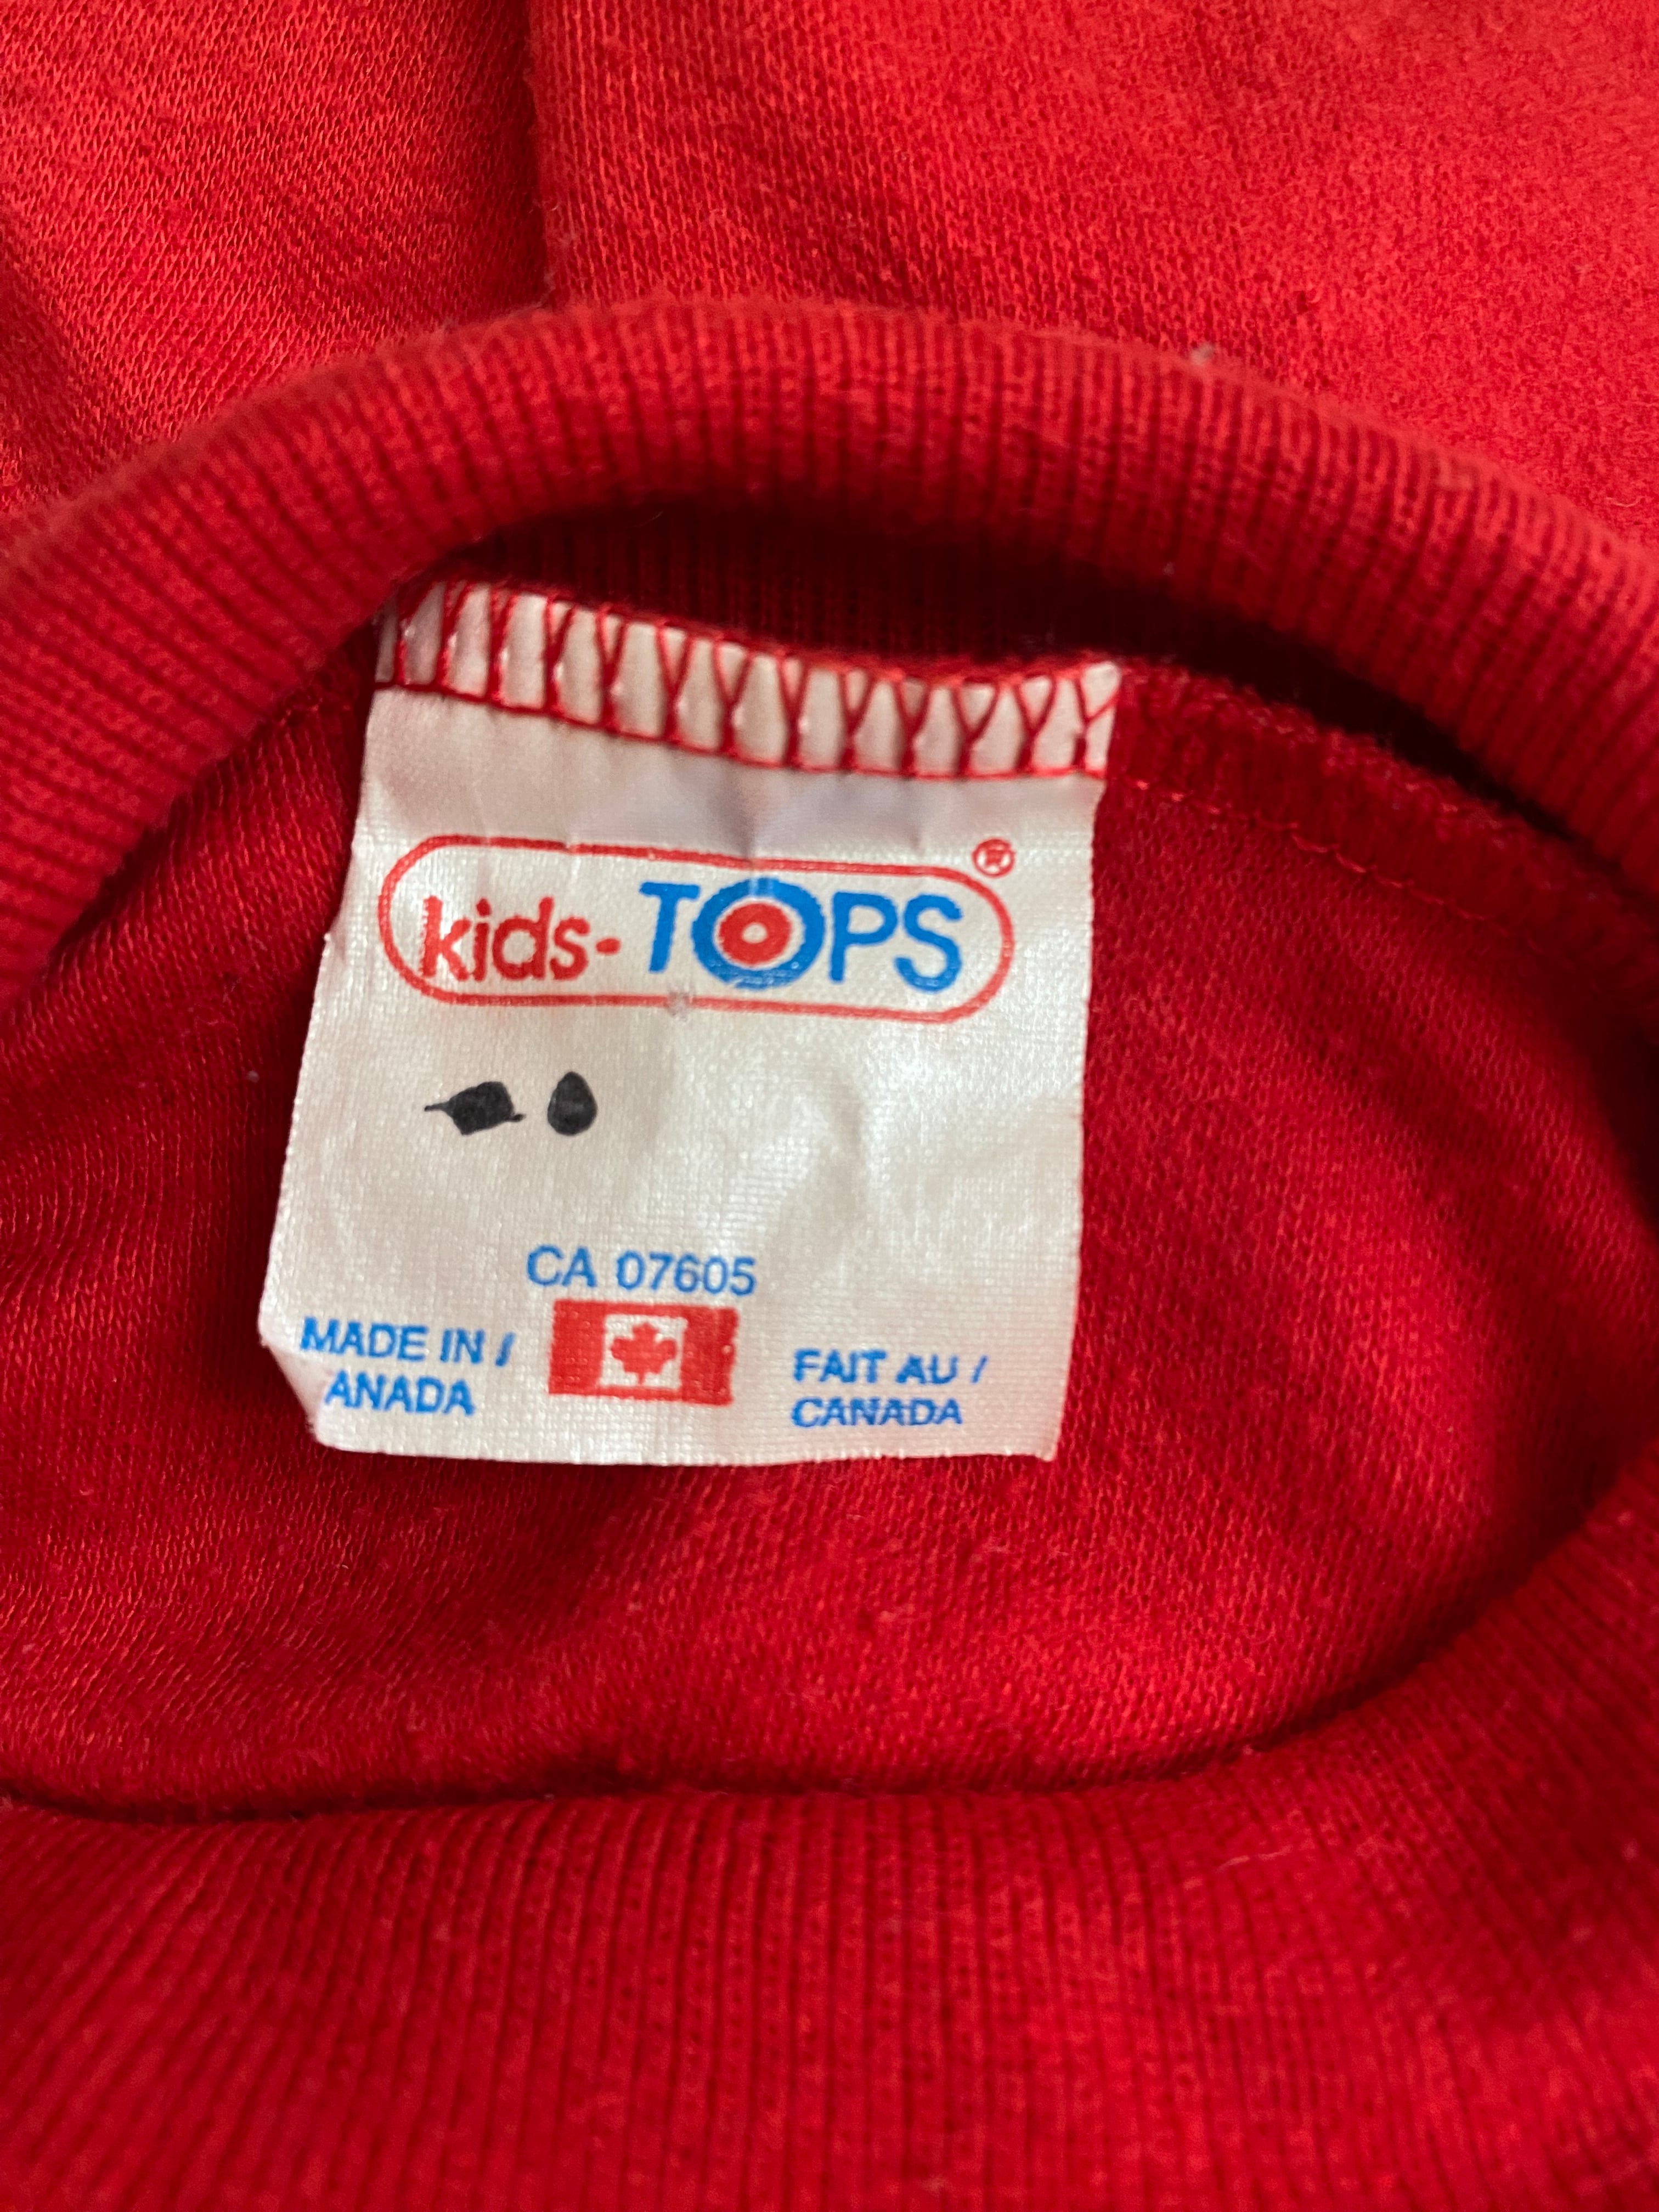 kids-TOPS®
CA 07605
MADE IN /
ANADA
FAIT AU /
CANADA